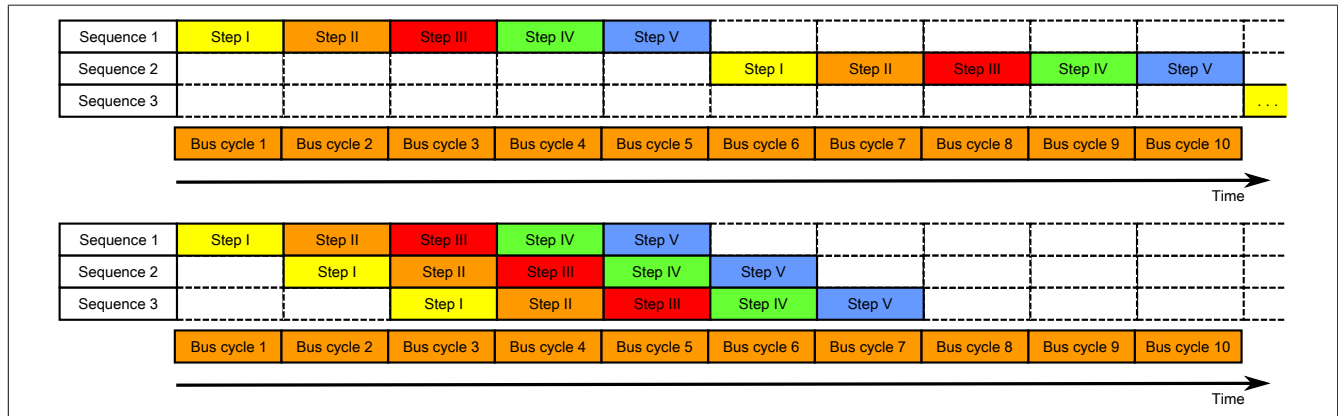 Sequence 1 Step I Step II Step III Step IV Step V
Sequence 2 Step I Step II Step III Step IV Step V
Sequence 3 . . .
Bus cycle 1 Bus cycle 2 Bus cycle 3 Bus cycle 4 Bus cycle 5 Bus cycle 6 Bus cycle 7 Bus cycle 8 Bus cycle 9 Bus cycle 10
Time
Sequence 1 Step I Step II Step III Step IV Step V
Sequence 2 Step I Step II Step III Step IV Step V
Sequence 3 Step I Step II Step III Step IV Step V
Bus cycle 1 Bus cycle 2 Bus cycle 3 Bus cycle 4 Bus cycle 5 Bus cycle 6 Bus cycle 7 Bus cycle 8 Bus cycle 9 Bus cycle 10
Time